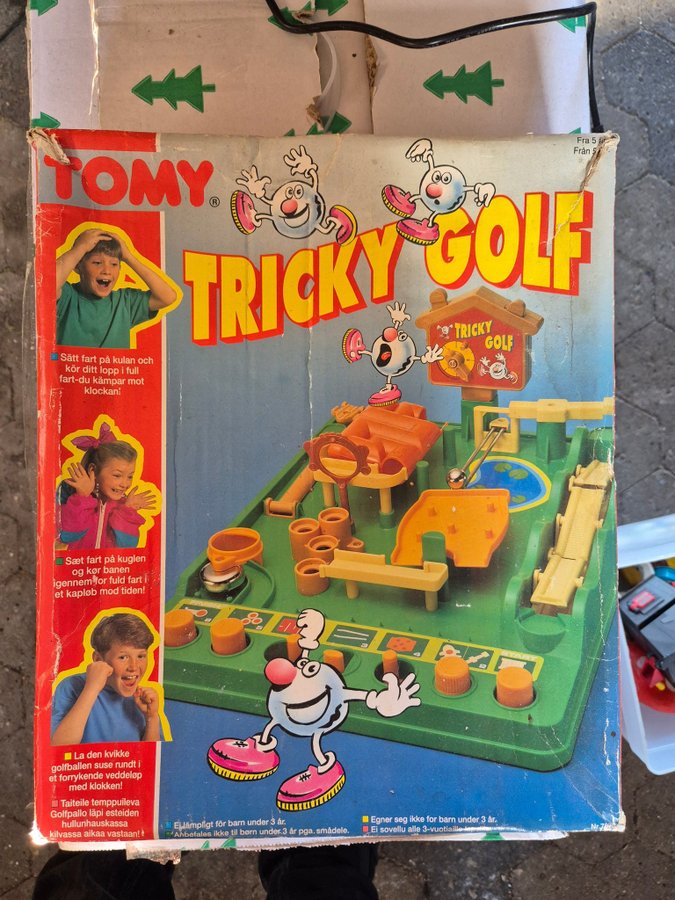 TOMY®
Fra 5
Från 5
TRICKY GOLF
TRICKY
GOLF
Sätt fart på kulan och
kör ditt lopp i full
fart-du kämpar mot
klockan!
Sæt fart på kuglen
og kør banen
igennem for fuld fart i
et kapløb mod tiden!
START
La den kvikke
golfballen suse rundt i
et forrykende veddeløp
med klokken!
Taiteile temppuileva
Golfpallo läpi esteiden
hullunhauskassa
kilvassa aikaa vastaan!
Ej lämpligt för barn under 3 år.
Anbefales ikke til børn under 3 år pga. smådele.
Egner seg ikke for barn under 3 år.
Ei sovellu alle 3-vuotiaille